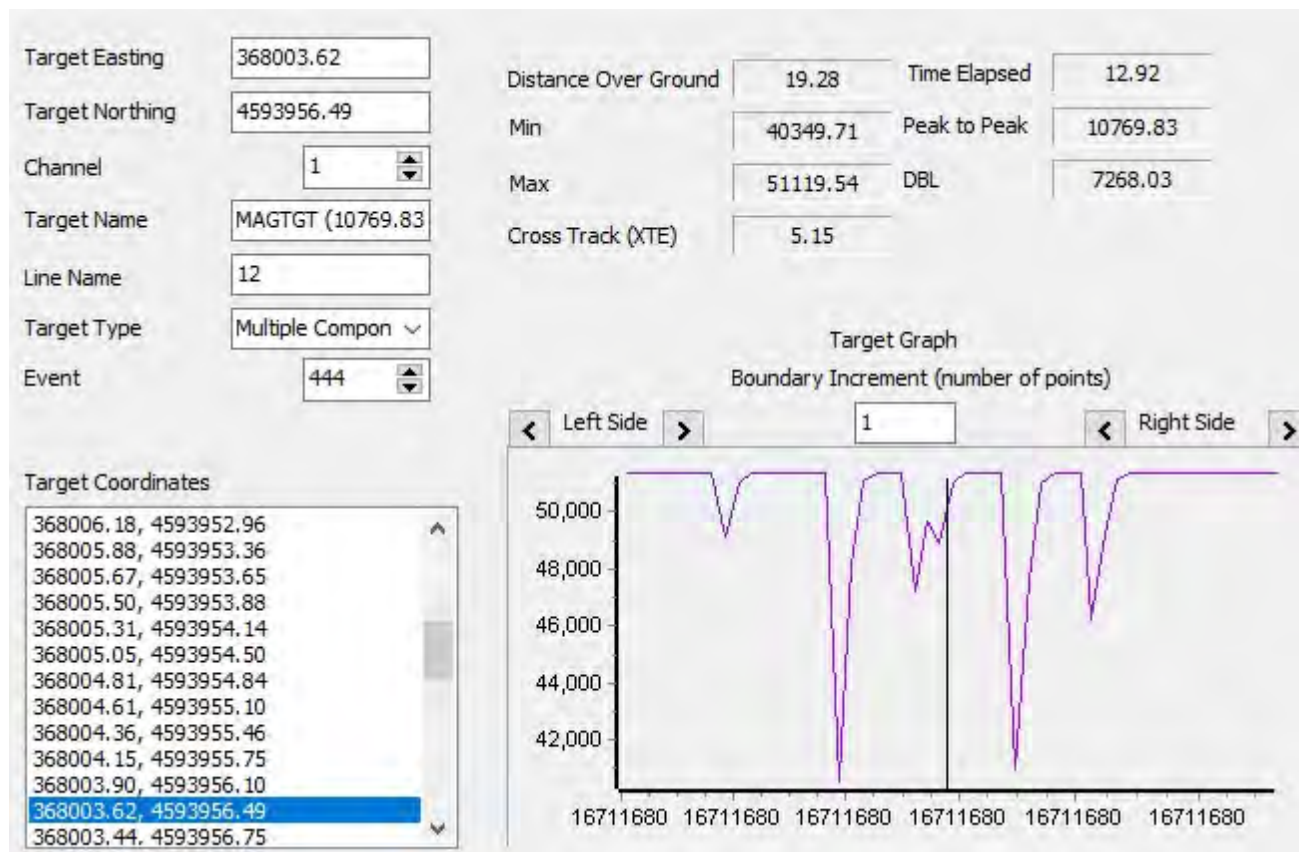 Target Easting 368003.62
Target Northing 4593956.49
Channel 1
Target Name MAGTGT (10769.83
Line Name 12
Target Type Multiple Compon
Event 444
Distance Over Ground 19.28 Time Elapsed 12.92
Min 40349.71 Peak to Peak 10769.83
Max 51119.54 DBL 7268.03
Cross Track (XTE) 5.15
Target Graph
Boundary Increment (number of points)
< Left Side > 1 < Right Side >
Target Coordinates
368006.18, 4593952.96
368005.88, 4593953.36
368005.67, 4593953.65
368005.50, 4593953.88
368005.31, 4593954.14
368005.05, 4593954.50
368004.81, 4593954.84
368004.61, 4593955.10
368004.36, 4593955.46
368004.15, 4593955.75
368003.90, 4593956.10
368003.62, 4593956.49
368003.44, 4593956.75
50,000
48,000
46,000
44,000
42,000
16711680 16711680 16711680 16711680 16711680 16711680